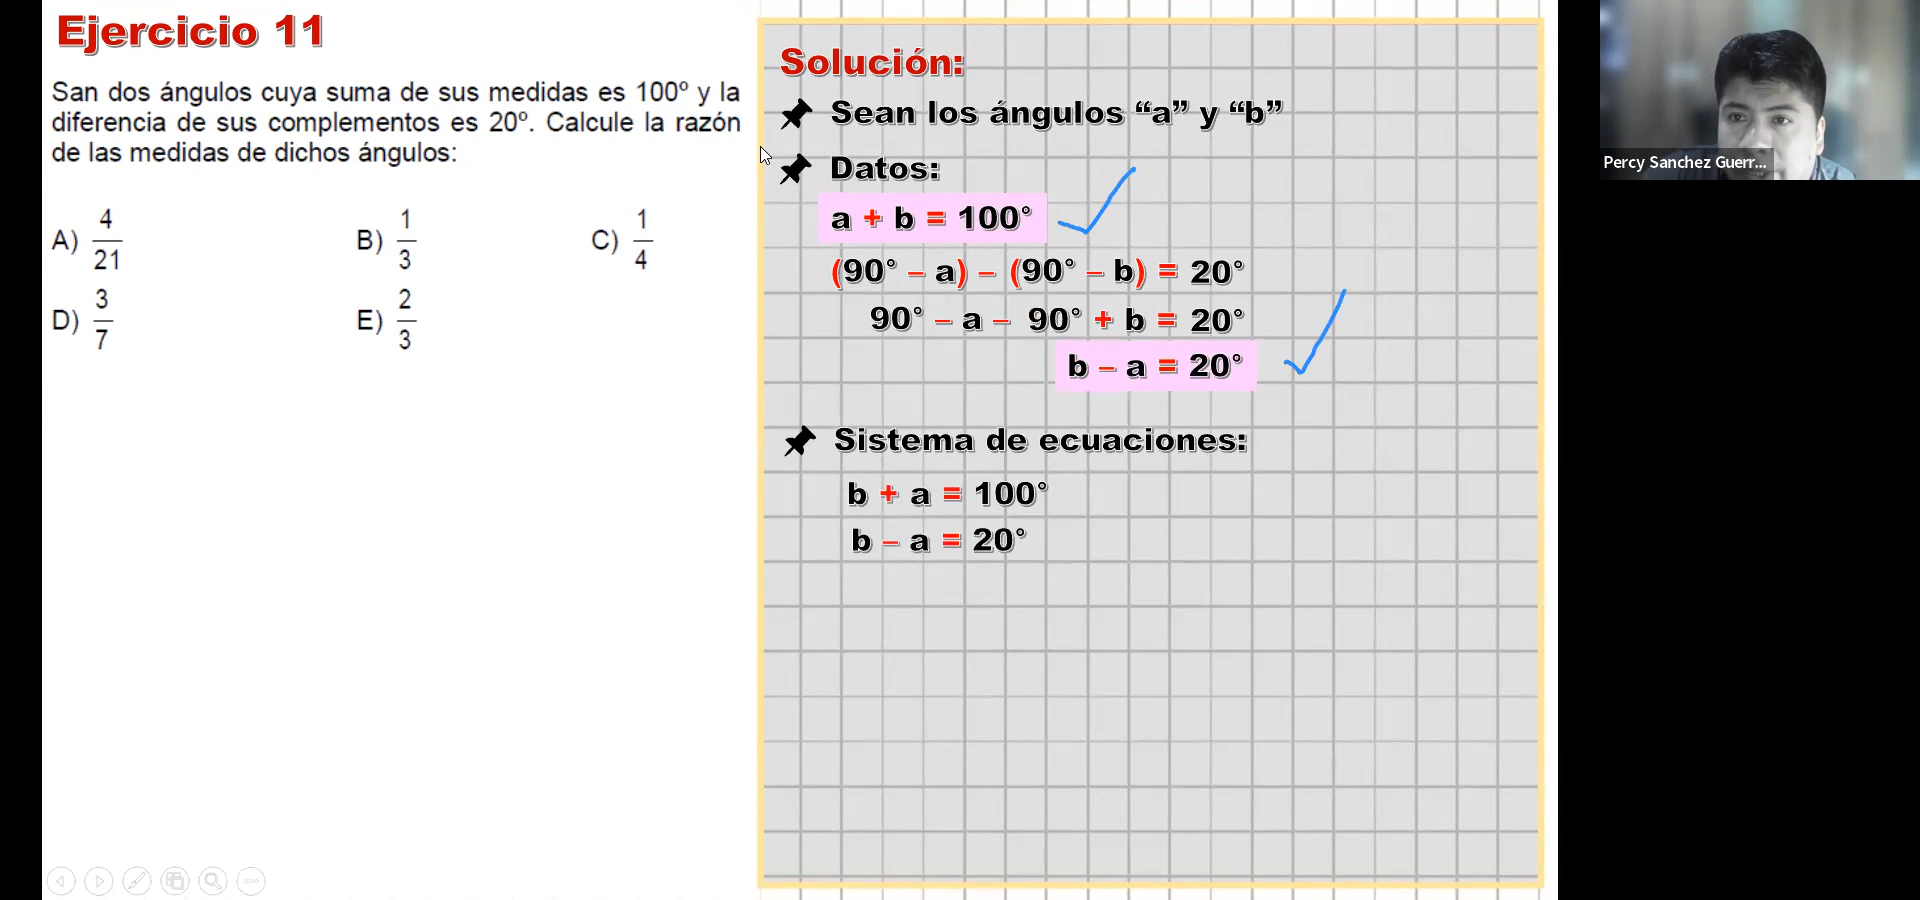 Ejercicio 11
San dos ángulos cuya suma de sus medidas es 100º y la
diferencia de sus complementos es 20º. Calcule la razón
de las medidas de dichos ángulos:
A) 4/21
B) 1/3
C) 1/4
D) 3/7
E) 2/3
Solución:
Sean los ángulos “a” y “b”
Datos:
a + b = 100°
(90° – a) – (90° – b) = 20°
90° – a – 90° + b = 20°
b – a = 20°
Sistema de ecuaciones:
b + a = 100°
b – a = 20°
Percy Sanchez Guerr...